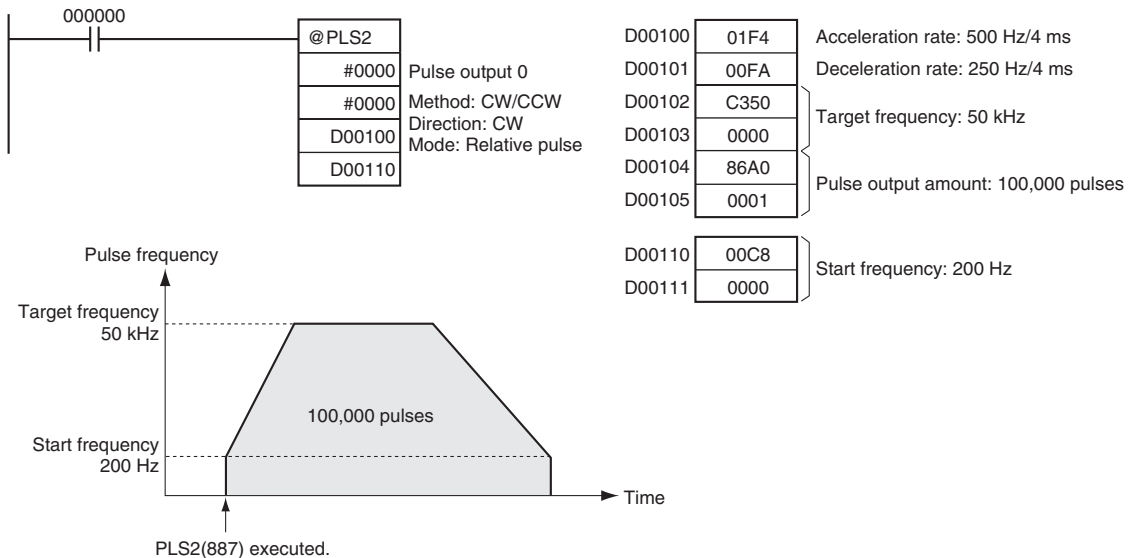 000000
@PLS2
#0000 Pulse output 0
#0000 Method: CW/CCW
Direction: CW
D00100 Mode: Relative pulse
D00110
D00100 01F4 Acceleration rate: 500 Hz/4 ms
D00101 00FA Deceleration rate: 250 Hz/4 ms
D00102 C350
Target frequency: 50 kHz
D00103 0000
D00104 86A0
Pulse output amount: 100,000 pulses
D00105 0001
D00110 00C8
Start frequency: 200 Hz
D00111 0000
Pulse frequency
Target frequency
50 kHz
100,000 pulses
Start frequency
200 Hz
Time
PLS2(887) executed.